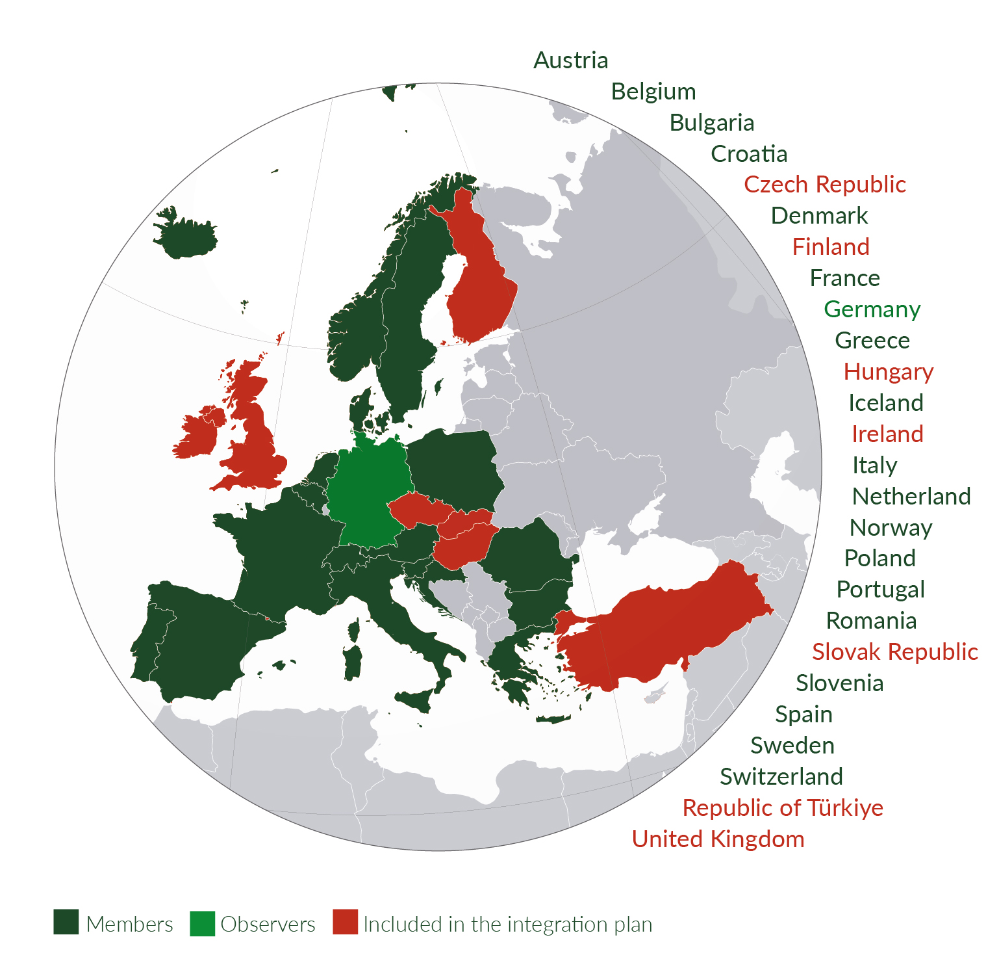 Austria
Belgium
Bulgaria
Croatia
Czech Republic
Denmark
Finland
France
Germany
Greece
Hungary
Iceland
Ireland
Italy
Netherland
Norway
Poland
Portugal
Romania
Slovak Republic
Slovenia
Spain
Sweden
Switzerland
Republic of Türkiye
United Kingdom
Members Observers Included in the integration plan